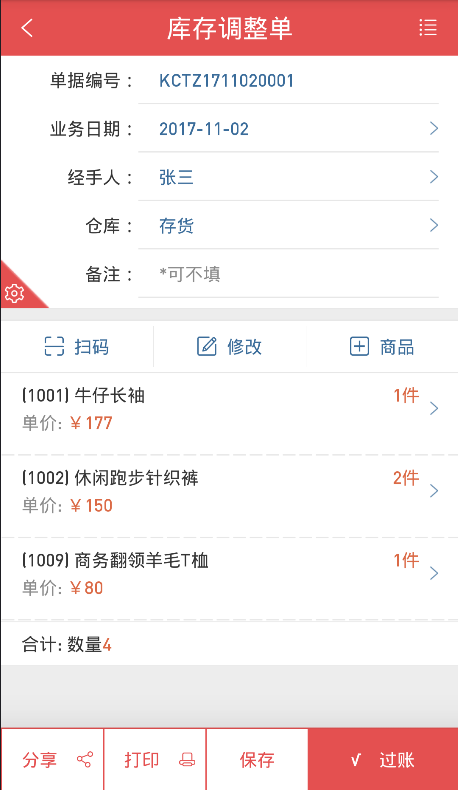 库存调整单
单据编号： KCTZ1711020001
业务日期： 2017-11-02
经手人： 张三
仓库： 存货
备注： *可不填
扫码 修改 商品
(1001) 牛仔长袖 1件
单价: ￥177
(1002) 休闲跑步针织裤 2件
单价: ￥150
(1009) 商务翻领羊毛T桖 1件
单价: ￥80
合计: 数量4
分享 打印 保存 √ 过账